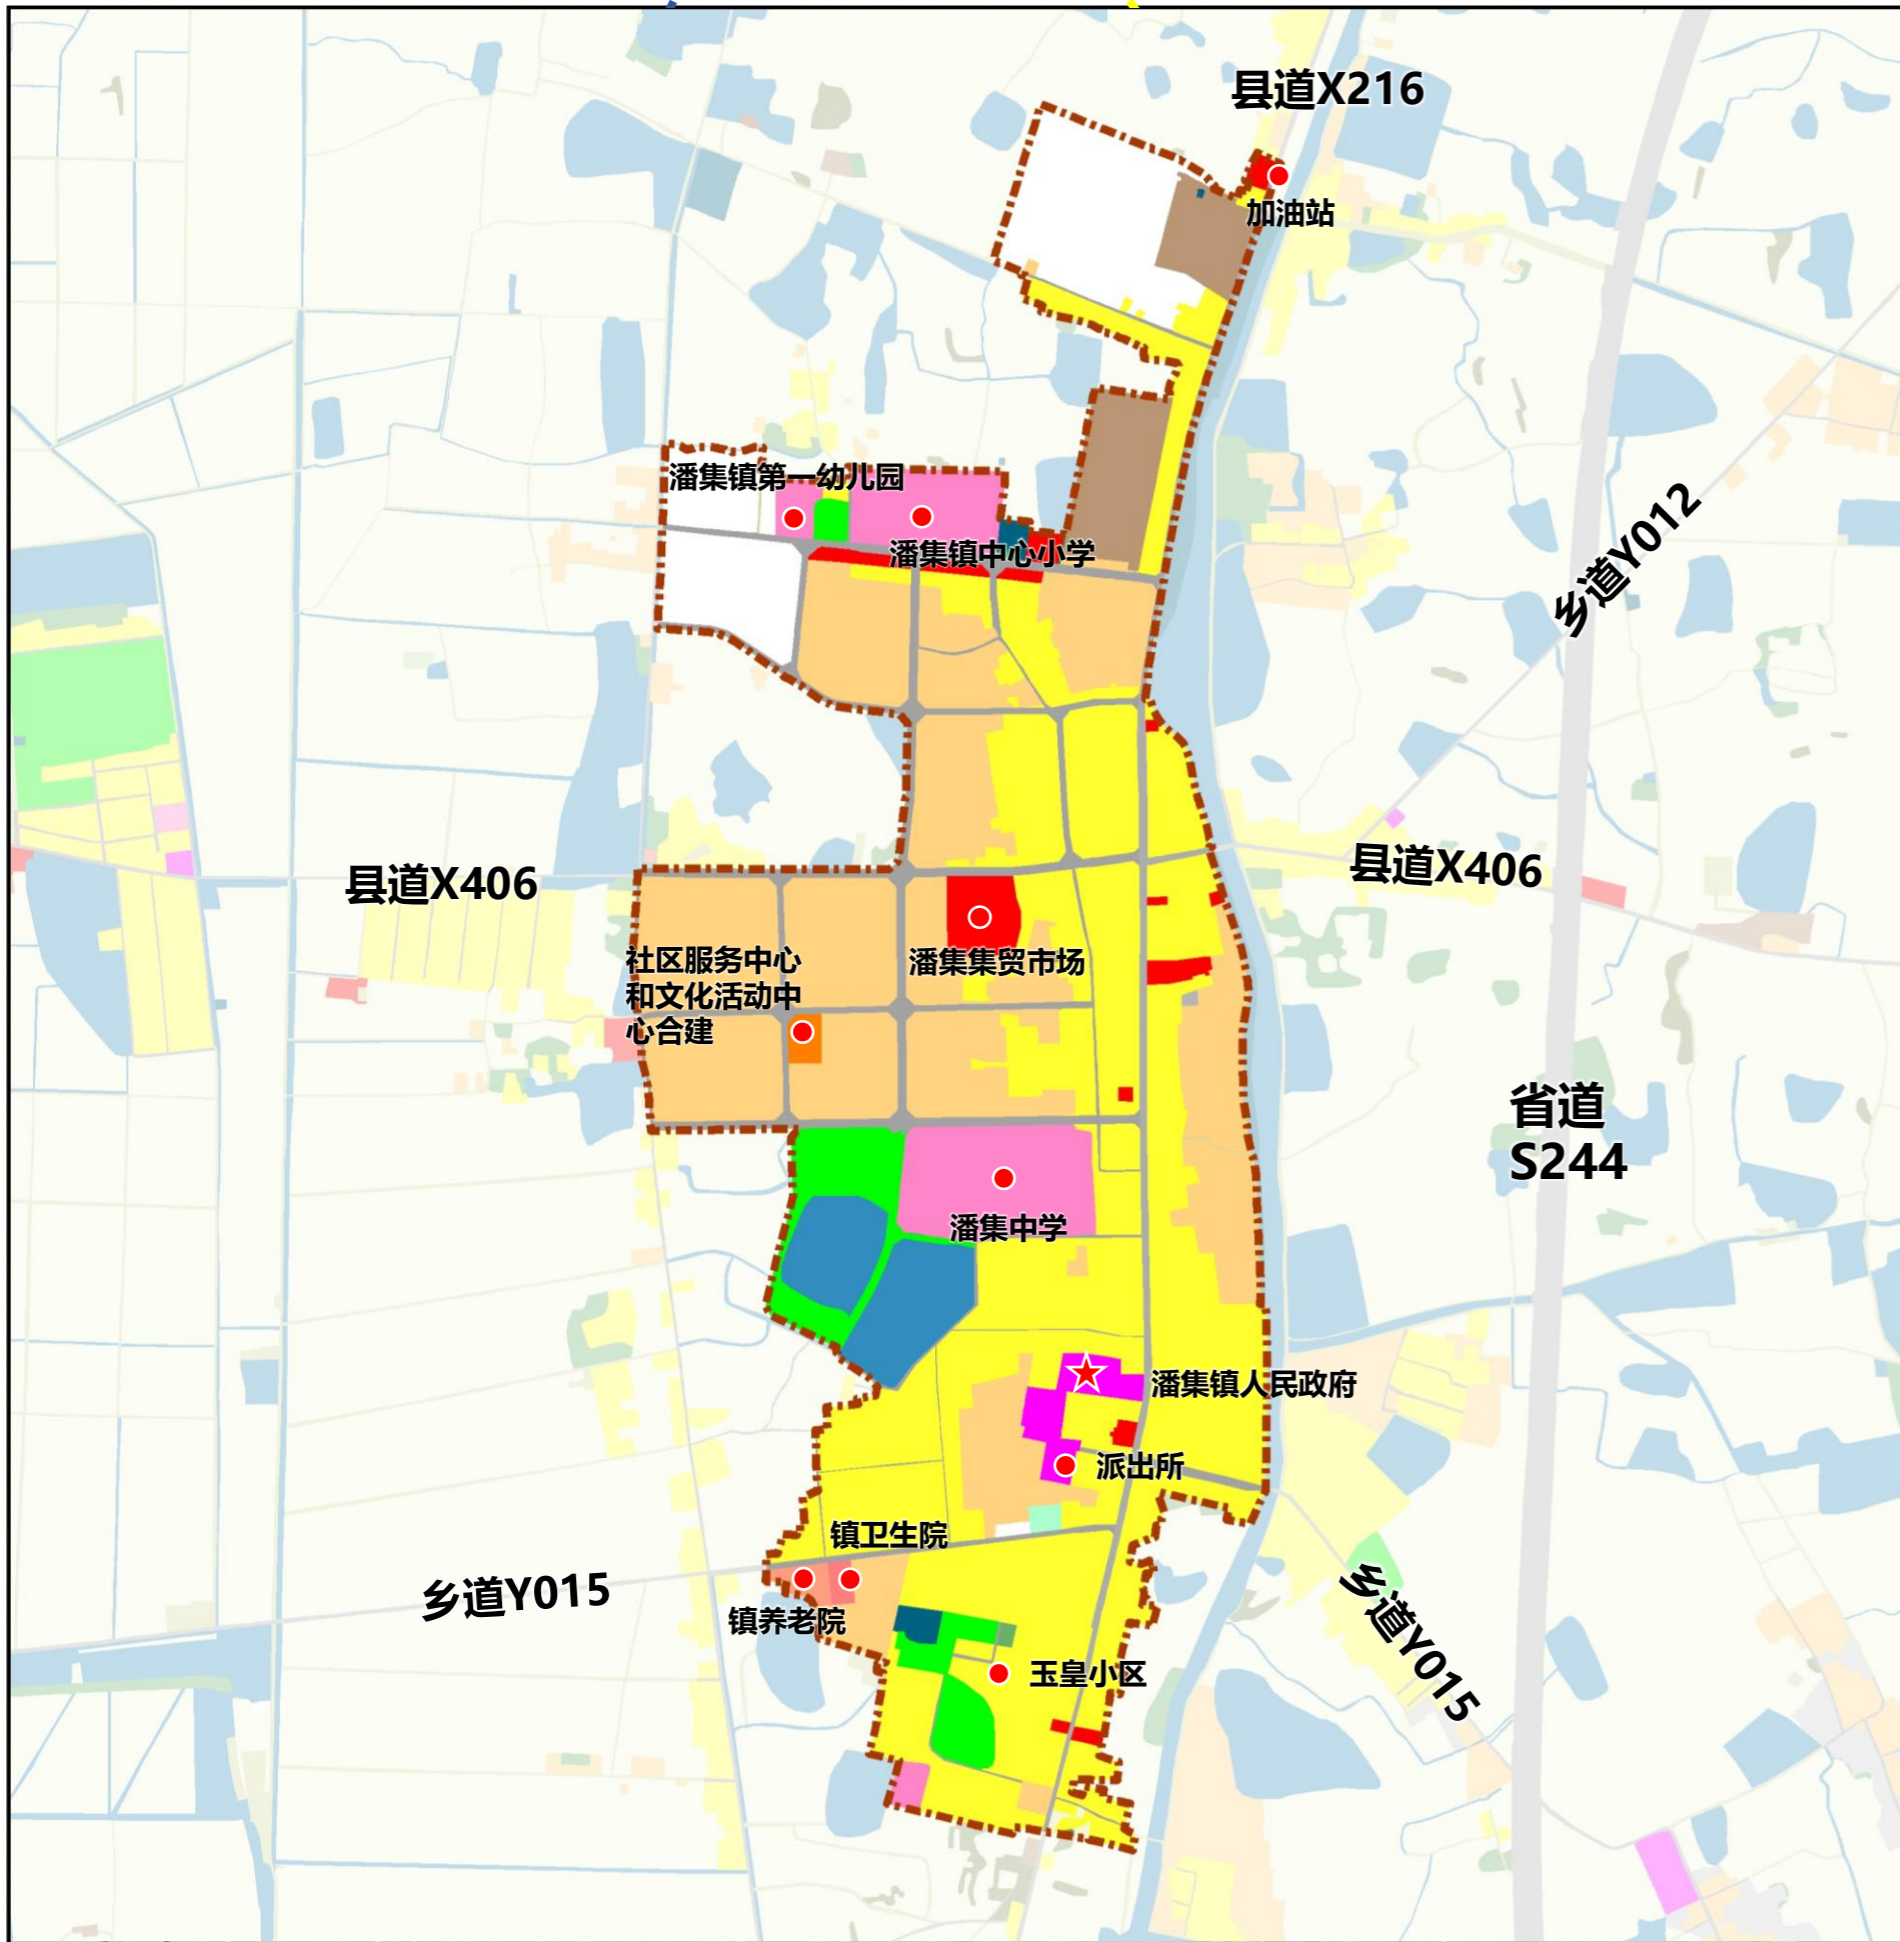 县道X216
加油站
潘集镇第一幼儿园
潘集镇中心小学
乡道Y012
县道X406
县道X406
社区服务中心
和文化活动中
心合建
潘集集贸市场
省道
S244
潘集中学
潘集镇人民政府
派出所
镇卫生院
乡道Y015
镇养老院
乡道Y015
玉皇小区